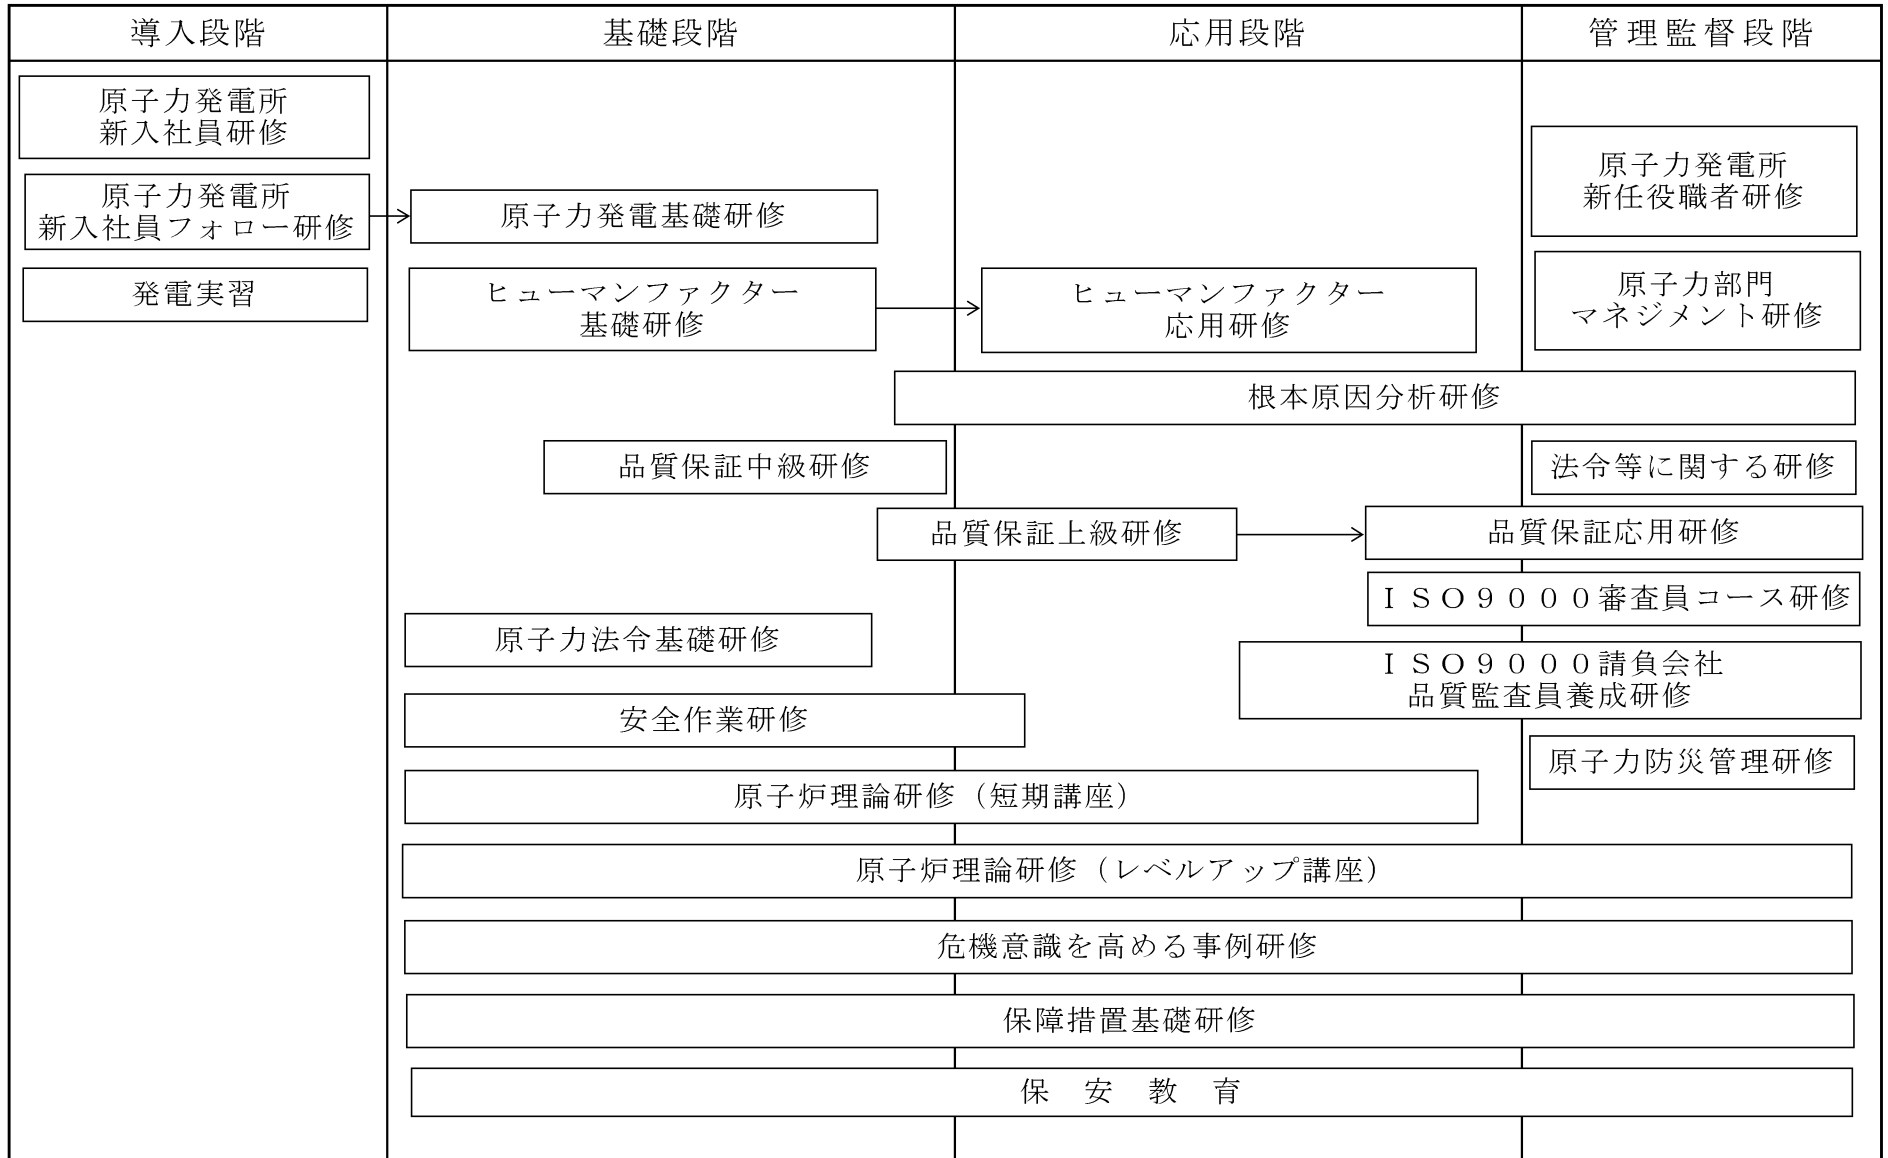 導入段階
基礎段階
応用段階
管理監督段階
原子力発電所
新入社員研修
原子力発電所
新任役職者研修
原子力発電所
新入社員フォロー研修
原子力発電基礎研修
発電実習
ヒューマンファクター
基礎研修
ヒューマンファクター
応用研修
原子力部門
マネジメント研修
根本原因分析研修
品質保証中級研修
法令等に関する研修
品質保証上級研修
品質保証応用研修
ＩＳＯ９０００審査員コース研修
原子力法令基礎研修
ＩＳＯ９０００請負会社
品質監査員養成研修
安全作業研修
原子力防災管理研修
原子炉理論研修（短期講座）
原子炉理論研修（レベルアップ講座）
危機意識を高める事例研修
保障措置基礎研修
保　安　教　育